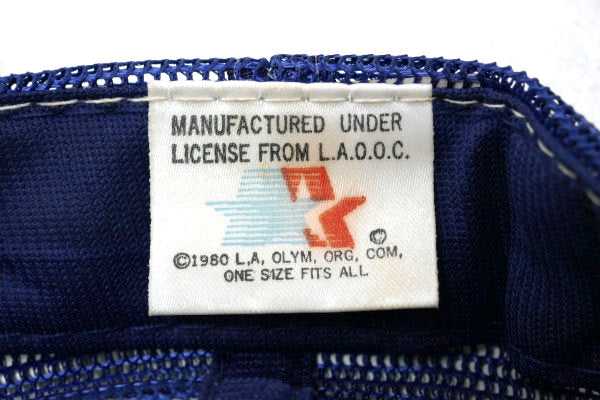 MANUFACTURED UNDER
LICENSE FROM L.A.O.O.C.
©
©1980 L.A, OLYM, ORG, COM,
ONE SIZE FITS ALL